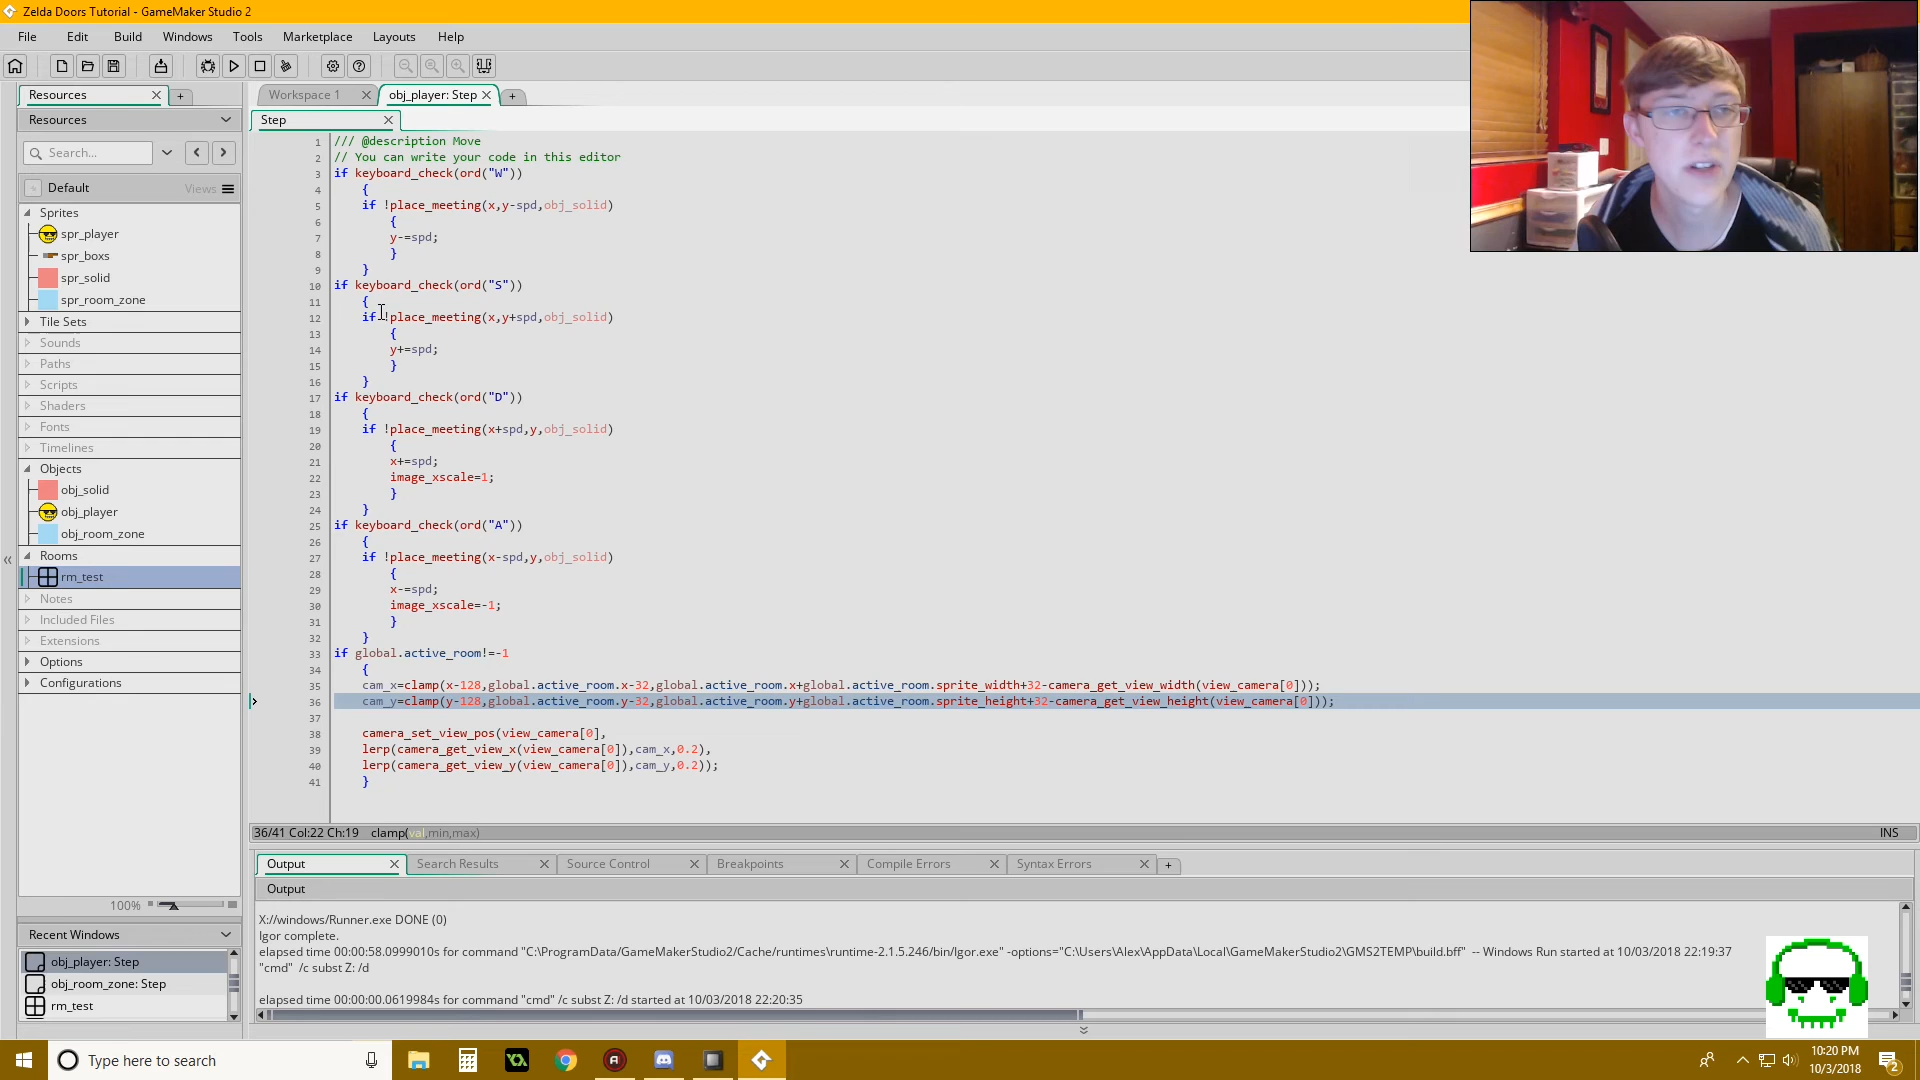 Zelda Doors Tutorial - GameMaker Studio 2
File Edit Build Windows Tools Marketplace Layouts Help
Resources
Workspace 1
obj_player: Step
Resources
Step
Search...
Default
Views
Sprites
spr_player
spr_boxs
spr_solid
spr_room_zone
Tile Sets
Sounds
Paths
Scripts
Shaders
Fonts
Timelines
Objects
obj_solid
obj_player
obj_room_zone
Rooms
rm_test
Notes
Included Files
Extensions
Options
Configurations
100%
Recent Windows
obj_player: Step
obj_room_zone: Step
rm_test
1 /// @description Move
2 // You can write your code in this editor
3 if keyboard_check(ord("W"))
4 {
5 if !place_meeting(x,y-spd,obj_solid)
6 {
7 y-=spd;
8 }
9 }
10 if keyboard_check(ord("S"))
11 {
12 if !place_meeting(x,y+spd,obj_solid)
13 {
14 y+=spd;
15 }
16 }
17 if keyboard_check(ord("D"))
18 {
19 if !place_meeting(x+spd,y,obj_solid)
20 {
21 x+=spd;
22 image_xscale=1;
23 }
24 }
25 if keyboard_check(ord("A"))
26 {
27 if !place_meeting(x-spd,y,obj_solid)
28 {
29 x-=spd;
30 image_xscale=-1;
31 }
32 }
33 if global.active_room!=-1
34 {
35 cam_x=clamp(x-128,global.active_room.x-32,global.active_room.x+global.active_room.sprite_width+32-camera_get_view_width(view_camera[0]));
36 cam_y=clamp(y-128,global.active_room.y-32,global.active_room.y+global.active_room.sprite_height+32-camera_get_view_height(view_camera[0]));
37
38 camera_set_view_pos(view_camera[0],
39 lerp(camera_get_view_x(view_camera[0]),cam_x,0.2),
40 lerp(camera_get_view_y(view_camera[0]),cam_y,0.2));
41 }
36/41 Col:22 Ch:19 clamp(val,min,max) INS
Output Search Results Source Control Breakpoints Compile Errors Syntax Errors
Output
X://windows/Runner.exe DONE (0)
Igor complete.
elapsed time 00:00:58.0999010s for command "C:\ProgramData/GameMakerStudio2/Cache/runtimes\runtime-2.1.5.246/bin/Igor.exe" -options="C:\Users\Alex\AppData\Local\GameMakerStudio2\GMS2TEMP\build.bff" -- Windows Run started at 10/03/2018 22:19:37
"cmd" /c subst Z: /d
elapsed time 00:00:00.0619984s for command "cmd" /c subst Z: /d started at 10/03/2018 22:20:35
Type here to search
10:20 PM
10/3/2018
2